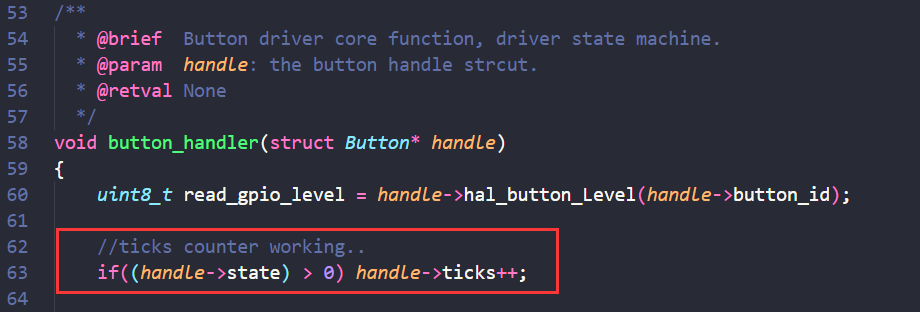 53 /**
54 * @brief Button driver core function, driver state machine.
55 * @param handle: the button handle strcut.
56 * @retval None
57 */
58 void button_handler(struct Button* handle)
59 {
60 uint8_t read_gpio_level = handle->hal_button_Level(handle->button_id);
61
62 //ticks counter working..
63 if((handle->state) > 0) handle->ticks++;
64